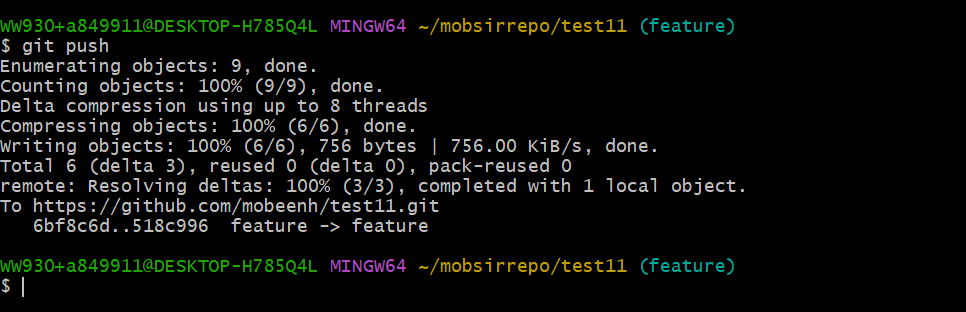 WW930+a849911@DESKTOP-H785Q4L MINGW64 ~/mobsirrepo/test11 (feature)
$ git push
Enumerating objects: 9, done.
Counting objects: 100% (9/9), done.
Delta compression using up to 8 threads
Compressing objects: 100% (6/6), done.
Writing objects: 100% (6/6), 756 bytes | 756.00 KiB/s, done.
Total 6 (delta 3), reused 0 (delta 0), pack-reused 0
remote: Resolving deltas: 100% (3/3), completed with 1 local object.
To https://github.com/mobeenh/test11.git
   6bf8c6d..518c996  feature -> feature

WW930+a849911@DESKTOP-H785Q4L MINGW64 ~/mobsirrepo/test11 (feature)
$